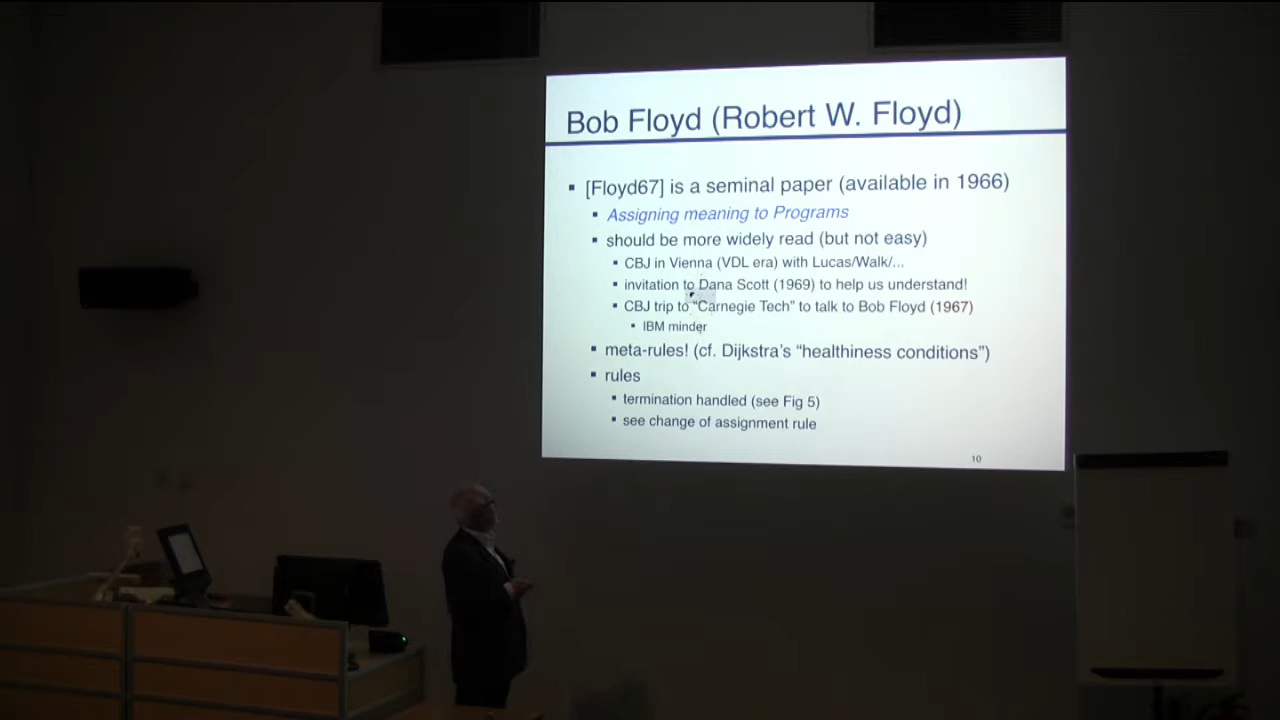 Bob Floyd (Robert W. Floyd)
[Floyd67] is a seminal paper (available in 1966)
Assigning meaning to Programs
should be more widely read (but not easy)
CBJ in Vienna (VDL era) with Lucas/Walk/...
invitation to Dana Scott (1969) to help us understand!
CBJ trip to “Carnegie Tech” to talk to Bob Floyd (1967)
IBM minder
meta-rules! (cf. Dijkstra’s “healthiness conditions”)
rules
termination handled (see Fig 5)
see change of assignment rule
10